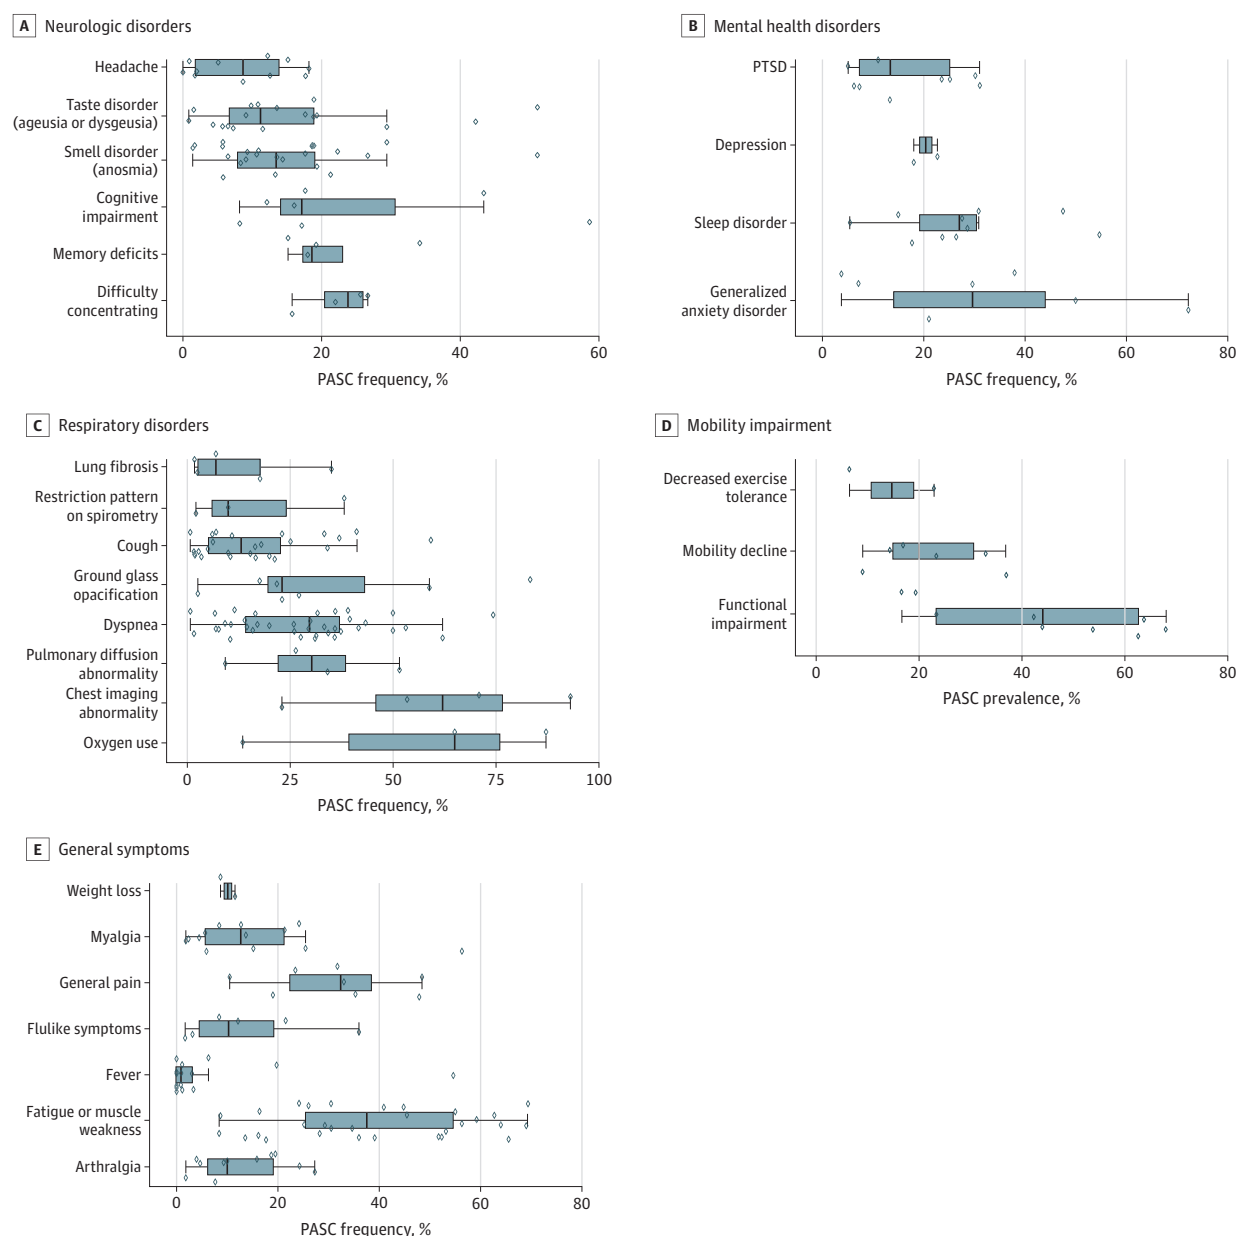 A Neurologic disorders
Headache
Taste disorder
(ageusia or dysgeusia)
Smell disorder
(anosmia)
Cognitive
impairment
Memory deficits
Difficulty
concentrating
0 20 40 60
PASC frequency, %
B Mental health disorders
PTSD
Depression
Sleep disorder
Generalized
anxiety disorder
0 20 40 60 80
PASC frequency, %
C Respiratory disorders
Lung fibrosis
Restriction pattern
on spirometry
Cough
Ground glass
opacification
Dyspnea
Pulmonary diffusion
abnormality
Chest imaging
abnormality
Oxygen use
0 25 50 75 100
PASC frequency, %
D Mobility impairment
Decreased exercise
tolerance
Mobility decline
Functional
impairment
0 20 40 60 80
PASC prevalence, %
E General symptoms
Weight loss
Myalgia
General pain
Flulike symptoms
Fever
Fatigue or muscle
weakness
Arthralgia
0 20 40 60 80
PASC frequency, %